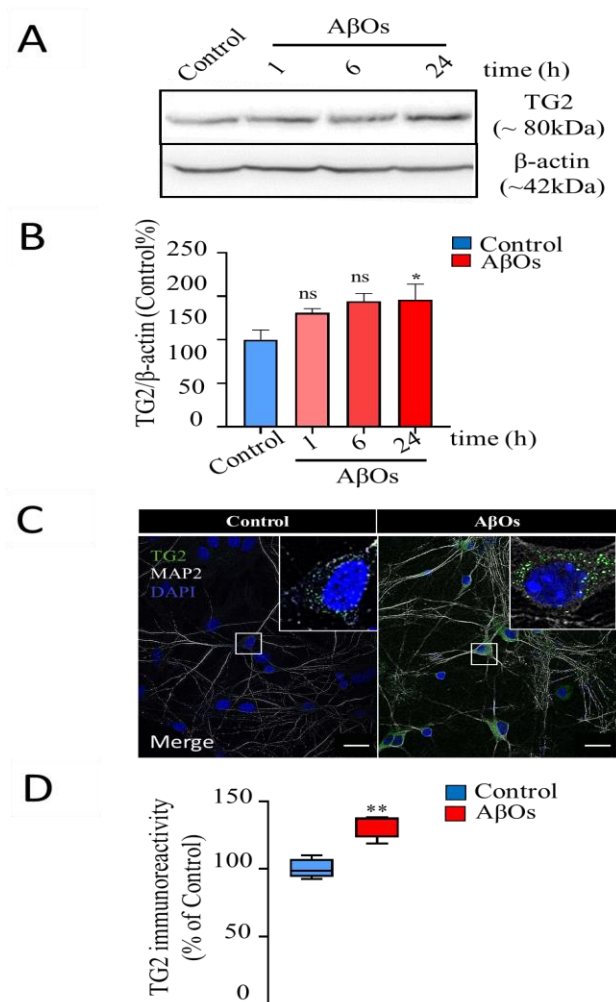 A
AβOs
Control 1 6 24 time (h)
TG2
(~ 80kDa)
β-actin
(~42kDa)
B
TG2/β-actin (Control%)
Control
AβOs
200
250
150
100
50
0
ns ns *
Control 1 6 24 time (h)
AβOs
C
Control AβOs
TG2
MAP2
DAPI
Merge
D
TG2 immunoreactivity
(% of Control)
Control
AβOs
150
100
50
0
**